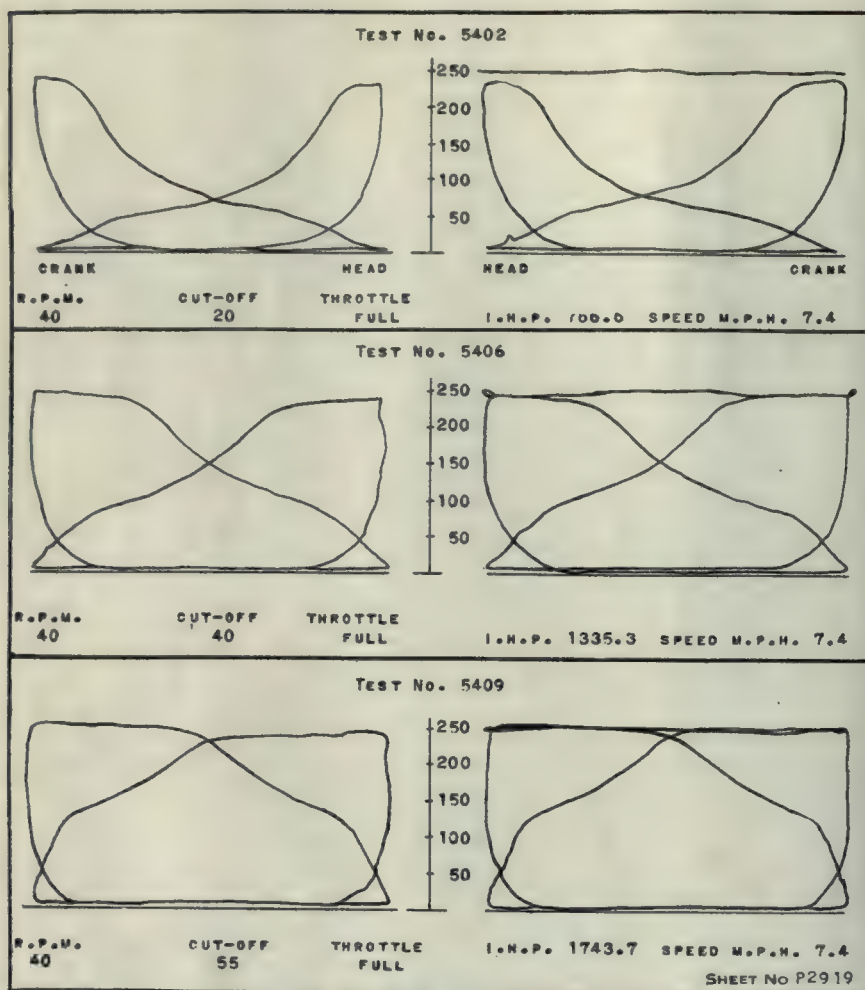 TEST NO. 5402
250
200
150
100
50
CRANK HEAD HEAD CRANK
R.P.M. CUT-OFF THROTTLE
40 20 FULL I.H.P. SPEED M.P.H. 7.4
TEST NO. 5406
250
200
150
100
50
R.P.M. CUT-OFF THROTTLE
40 40 FULL I.H.P. 1335.3 SPEED M.P.H. 7.4
TEST NO. 5409
250
200
150
100
50
R.P.M. CUT-OFF THROTTLE
40 55 FULL I.H.P. 1743.7 SPEED M.P.H. 7.4
SHEET NO P2919